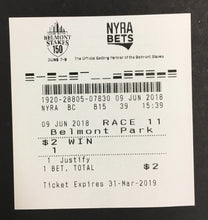 BELMONT
STAKES
150
JUNE 7-9
NYRA
BETS
The Official Betting Partner of the Belmont Stakes
1920-28805-07830 09 JUN 2018
NYRA BC 815 39 15:39
09 JUN 2018 RACE 11
Belmont Park
$2 WIN
1
1 Justify
1 BET, TOTAL $2
Ticket Expires 31-Mar-2019